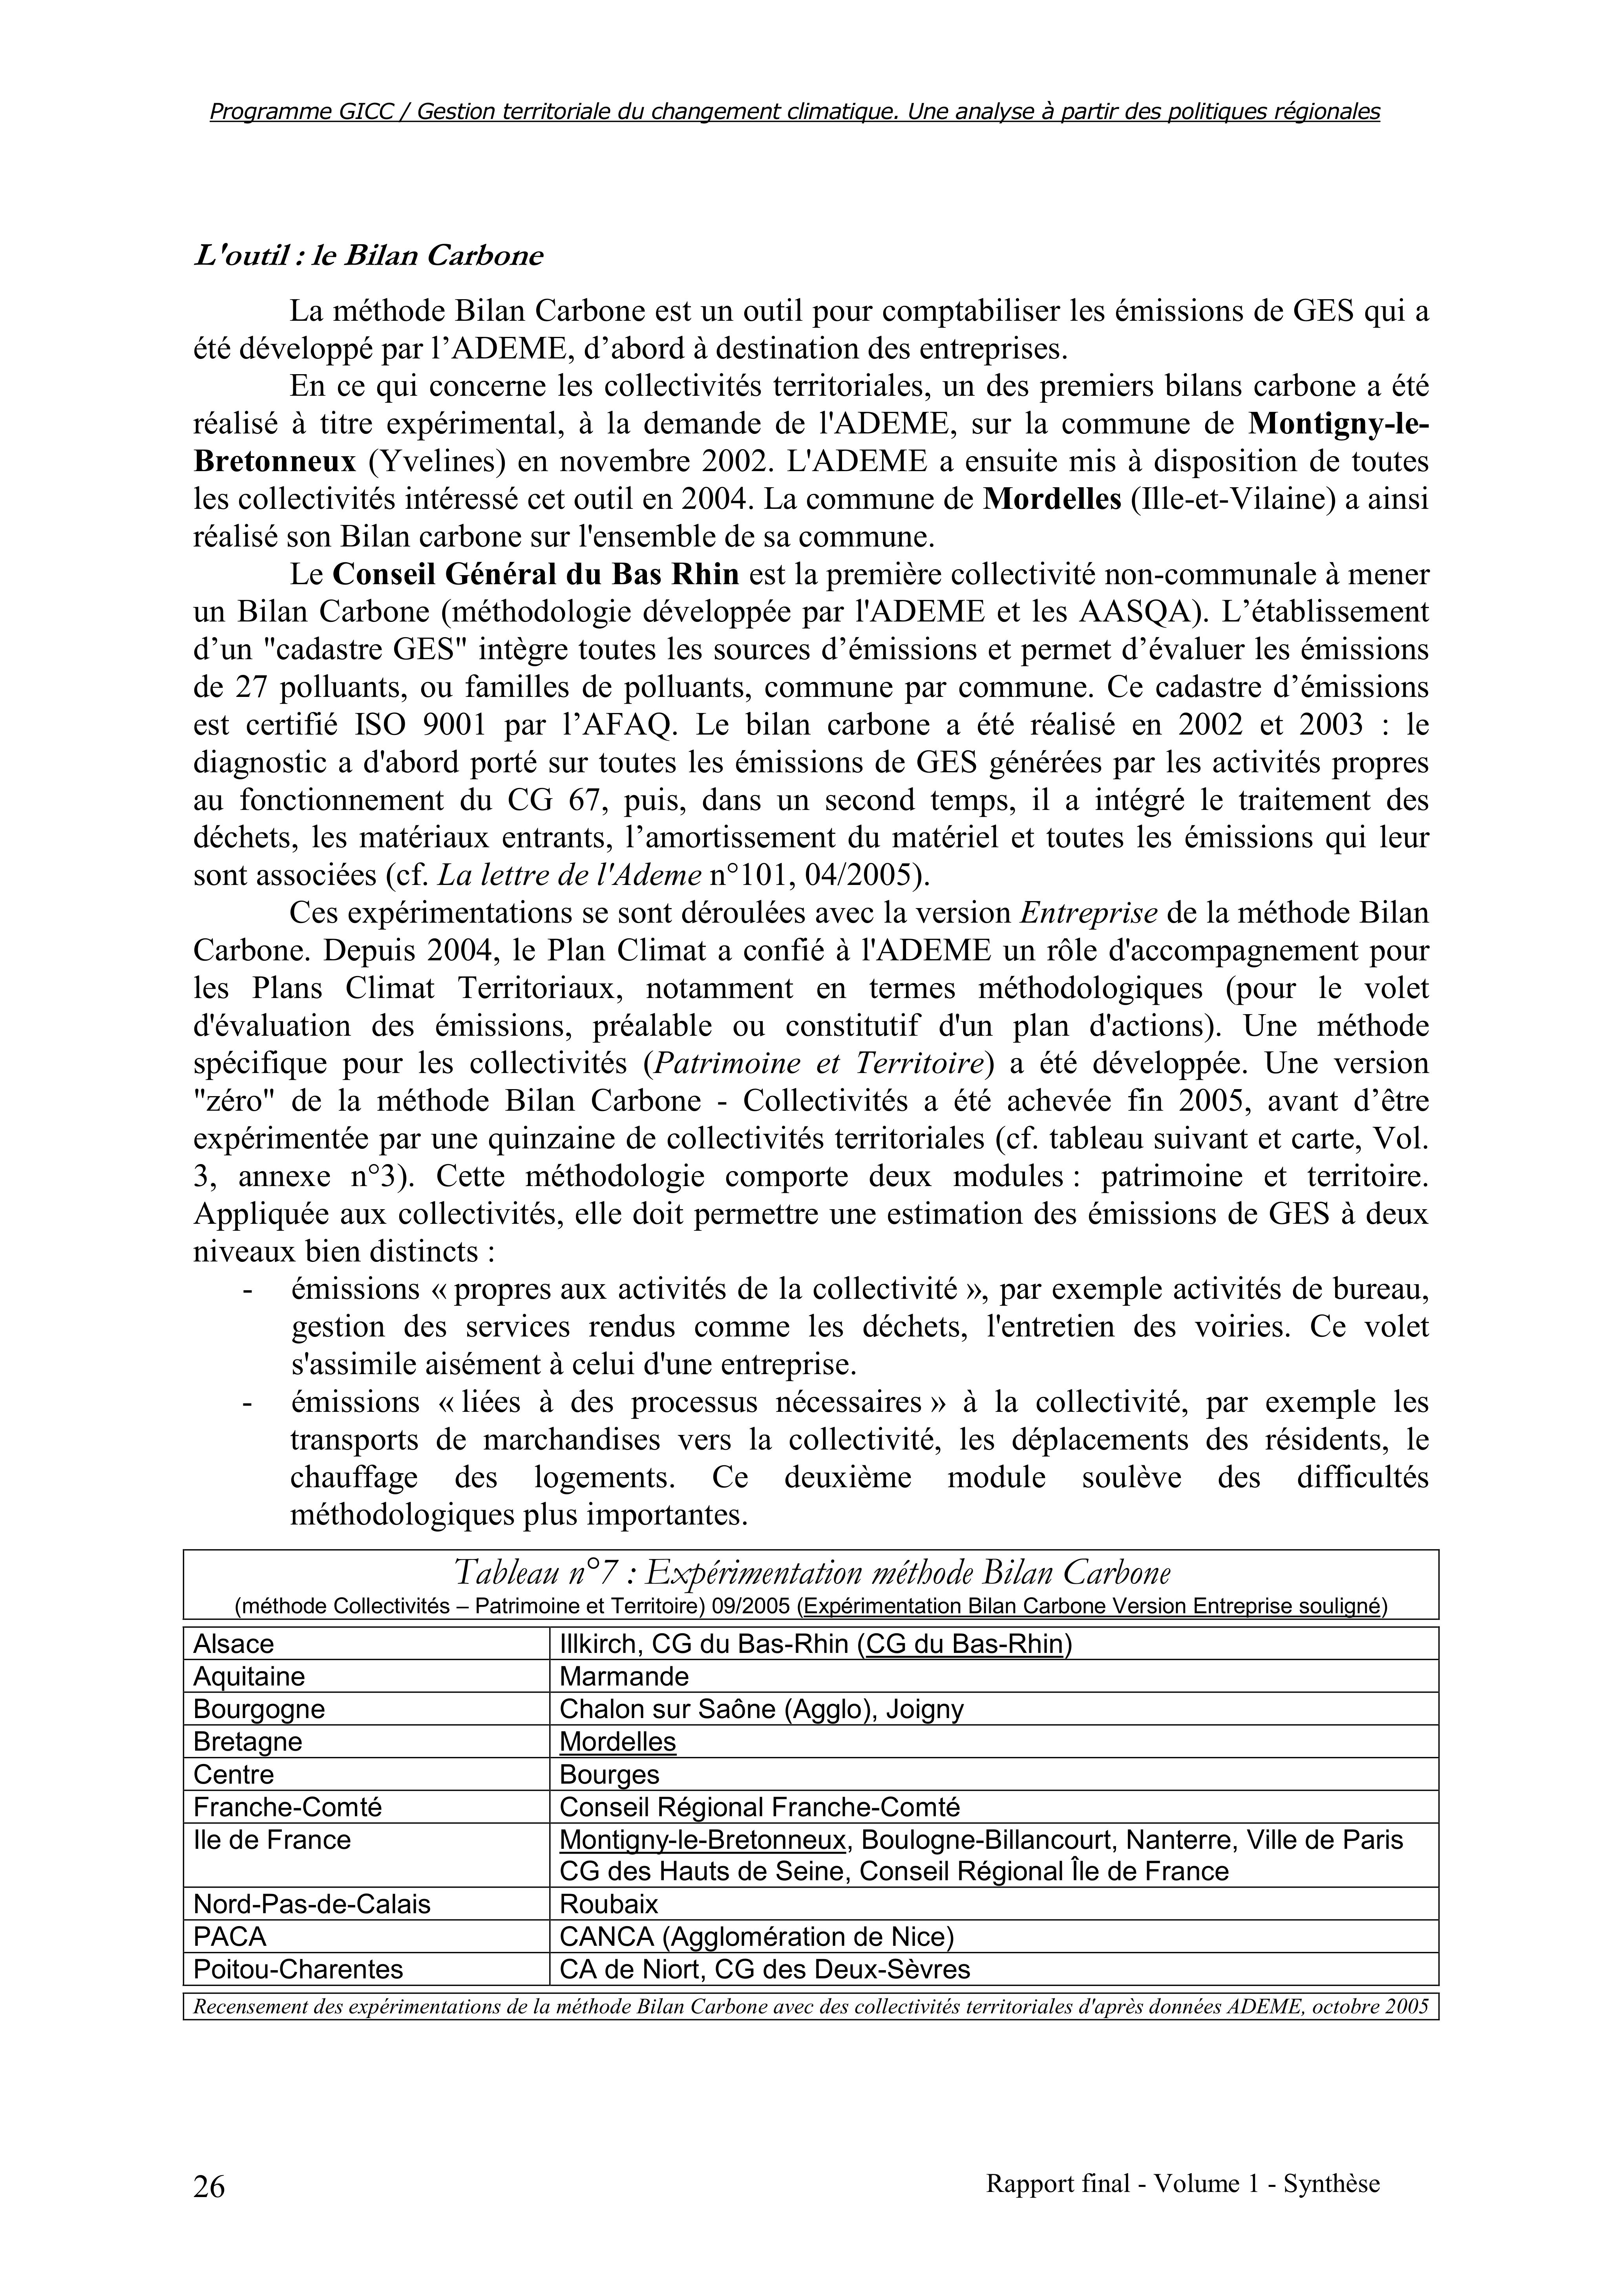 Programme GICC / Gestion territoriale du changement climatique. Une analyse à partir des politiques régionales
L'outil : le Bilan Carbone
La méthode Bilan Carbone est un outil pour comptabiliser les émissions de GES qui a
été développé par l’ADEME, d’abord à destination des entreprises.
En ce qui concerne les collectivités territoriales, un des premiers bilans carbone a été
réalisé à titre expérimental, à la demande de l'ADEME, sur la commune de Montigny-le-
Bretonneux (Yvelines) en novembre 2002. L'ADEME a ensuite mis à disposition de toutes
les collectivités intéressé cet outil en 2004. La commune de Mordelles (Ille-et-Vilaine) a ainsi
réalisé son Bilan carbone sur l'ensemble de sa commune.
Le Conseil Général du Bas Rhin est la première collectivité non-communale à mener
un Bilan Carbone (méthodologie développée par l'ADEME et les AASQA). L’établissement
d’un "cadastre GES" intègre toutes les sources d’émissions et permet d’évaluer les émissions
de 27 polluants, ou familles de polluants, commune par commune. Ce cadastre d’émissions
est certifié ISO 9001 par l’AFAQ. Le bilan carbone a été réalisé en 2002 et 2003 : le
diagnostic a d'abord porté sur toutes les émissions de GES générées par les activités propres
au fonctionnement du CG 67, puis, dans un second temps, il a intégré le traitement des
déchets, les matériaux entrants, l’amortissement du matériel et toutes les émissions qui leur
sont associées (cf. La lettre de l'Ademe n°101, 04/2005).
Ces expérimentations se sont déroulées avec la version Entreprise de la méthode Bilan
Carbone. Depuis 2004, le Plan Climat a confié à l'ADEME un rôle d'accompagnement pour
les Plans Climat Territoriaux, notamment en termes méthodologiques (pour le volet
d'évaluation des émissions, préalable ou constitutif d'un plan d'actions). Une méthode
spécifique pour les collectivités (Patrimoine et Territoire) a été développée. Une version
"zéro" de la méthode Bilan Carbone - Collectivités a été achevée fin 2005, avant d’être
expérimentée par une quinzaine de collectivités territoriales (cf. tableau suivant et carte, Vol.
3, annexe n°3). Cette méthodologie comporte deux modules : patrimoine et territoire.
Appliquée aux collectivités, elle doit permettre une estimation des émissions de GES à deux
niveaux bien distincts :
- émissions « propres aux activités de la collectivité », par exemple activités de bureau,
gestion des services rendus comme les déchets, l'entretien des voiries. Ce volet
s'assimile aisément à celui d'une entreprise.
- émissions « liées à des processus nécessaires » à la collectivité, par exemple les
transports de marchandises vers la collectivité, les déplacements des résidents, le
chauffage des logements. Ce deuxième module soulève des difficultés
méthodologiques plus importantes.
Tableau n°7 : Expérimentation méthode Bilan Carbone
(méthode Collectivités – Patrimoine et Territoire) 09/2005 (Expérimentation Bilan Carbone Version Entreprise souligné)
Alsace Illkirch, CG du Bas-Rhin (CG du Bas-Rhin)
Aquitaine Marmande
Bourgogne Chalon sur Saône (Agglo), Joigny
Bretagne Mordelles
Centre Bourges
Franche-Comté Conseil Régional Franche-Comté
Ile de France Montigny-le-Bretonneux, Boulogne-Billancourt, Nanterre, Ville de Paris
CG des Hauts de Seine, Conseil Régional Île de France
Nord-Pas-de-Calais Roubaix
PACA CANCA (Agglomération de Nice)
Poitou-Charentes CA de Niort, CG des Deux-Sèvres
Recensement des expérimentations de la méthode Bilan Carbone avec des collectivités territoriales d'après données ADEME, octobre 2005
26 Rapport final - Volume 1 - Synthèse